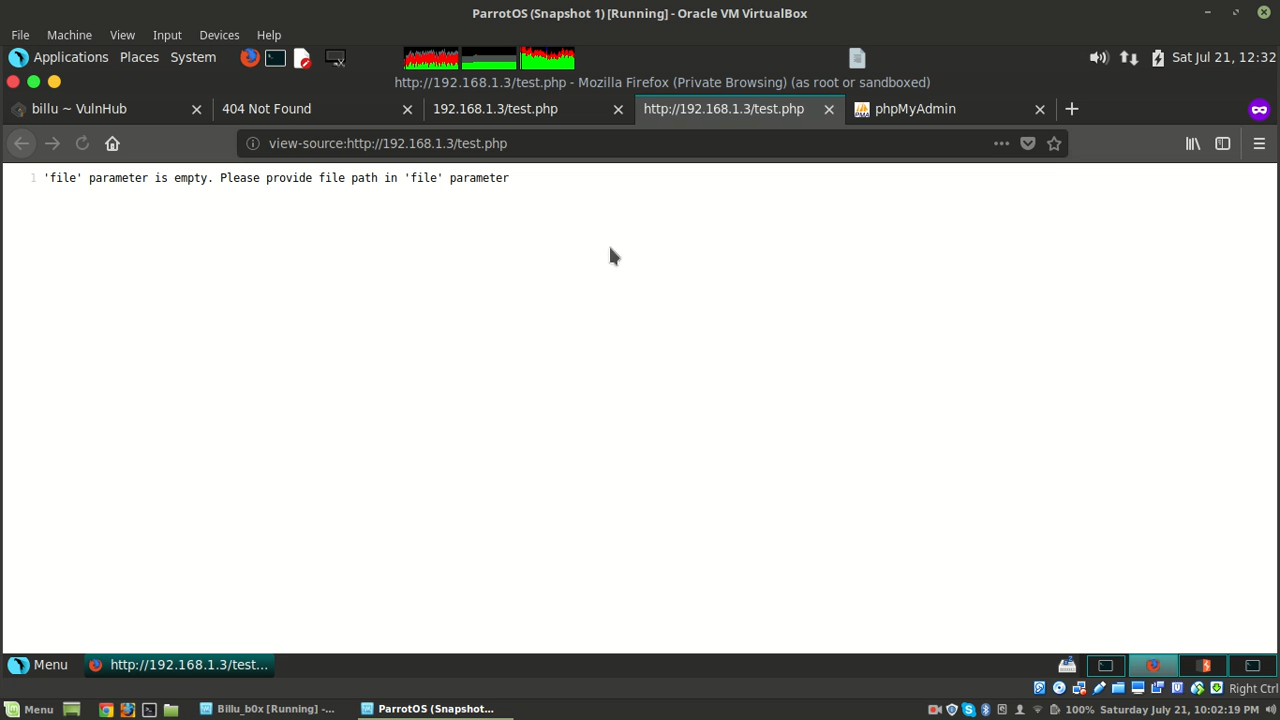 ParrotOS (Snapshot 1) [Running] - Oracle VM VirtualBox
File Machine View Input Devices Help
Applications Places System Sat Jul 21, 12:32
http://192.168.1.3/test.php - Mozilla Firefox (Private Browsing) (as root or sandboxed)
billu ~ VulnHub 404 Not Found 192.168.1.3/test.php http://192.168.1.3/test.php phpMyAdmin
view-source:http://192.168.1.3/test.php
1 'file' parameter is empty. Please provide file path in 'file' parameter
Menu http://192.168.1.3/test...
Right Ctrl
Menu Billu_b0x [Running] -... ParrotOS (Snapshot... 100% Saturday July 21, 10:02:19 PM